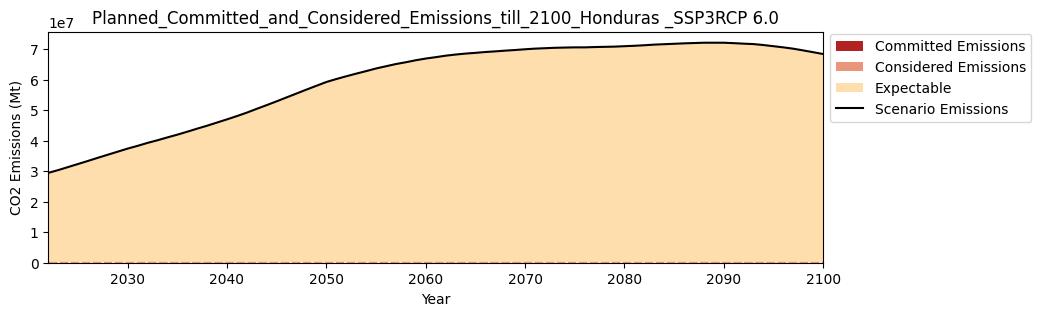 Planned_Committed_and_Considered_Emissions_till_2100_Honduras _SSP3RCP 6.0
1e7
7
6
5
4
3
2
1
0
CO2 Emissions (Mt)
2030 2040 2050 2060 2070 2080 2090 2100
Year
Committed Emissions
Considered Emissions
Expectable
Scenario Emissions